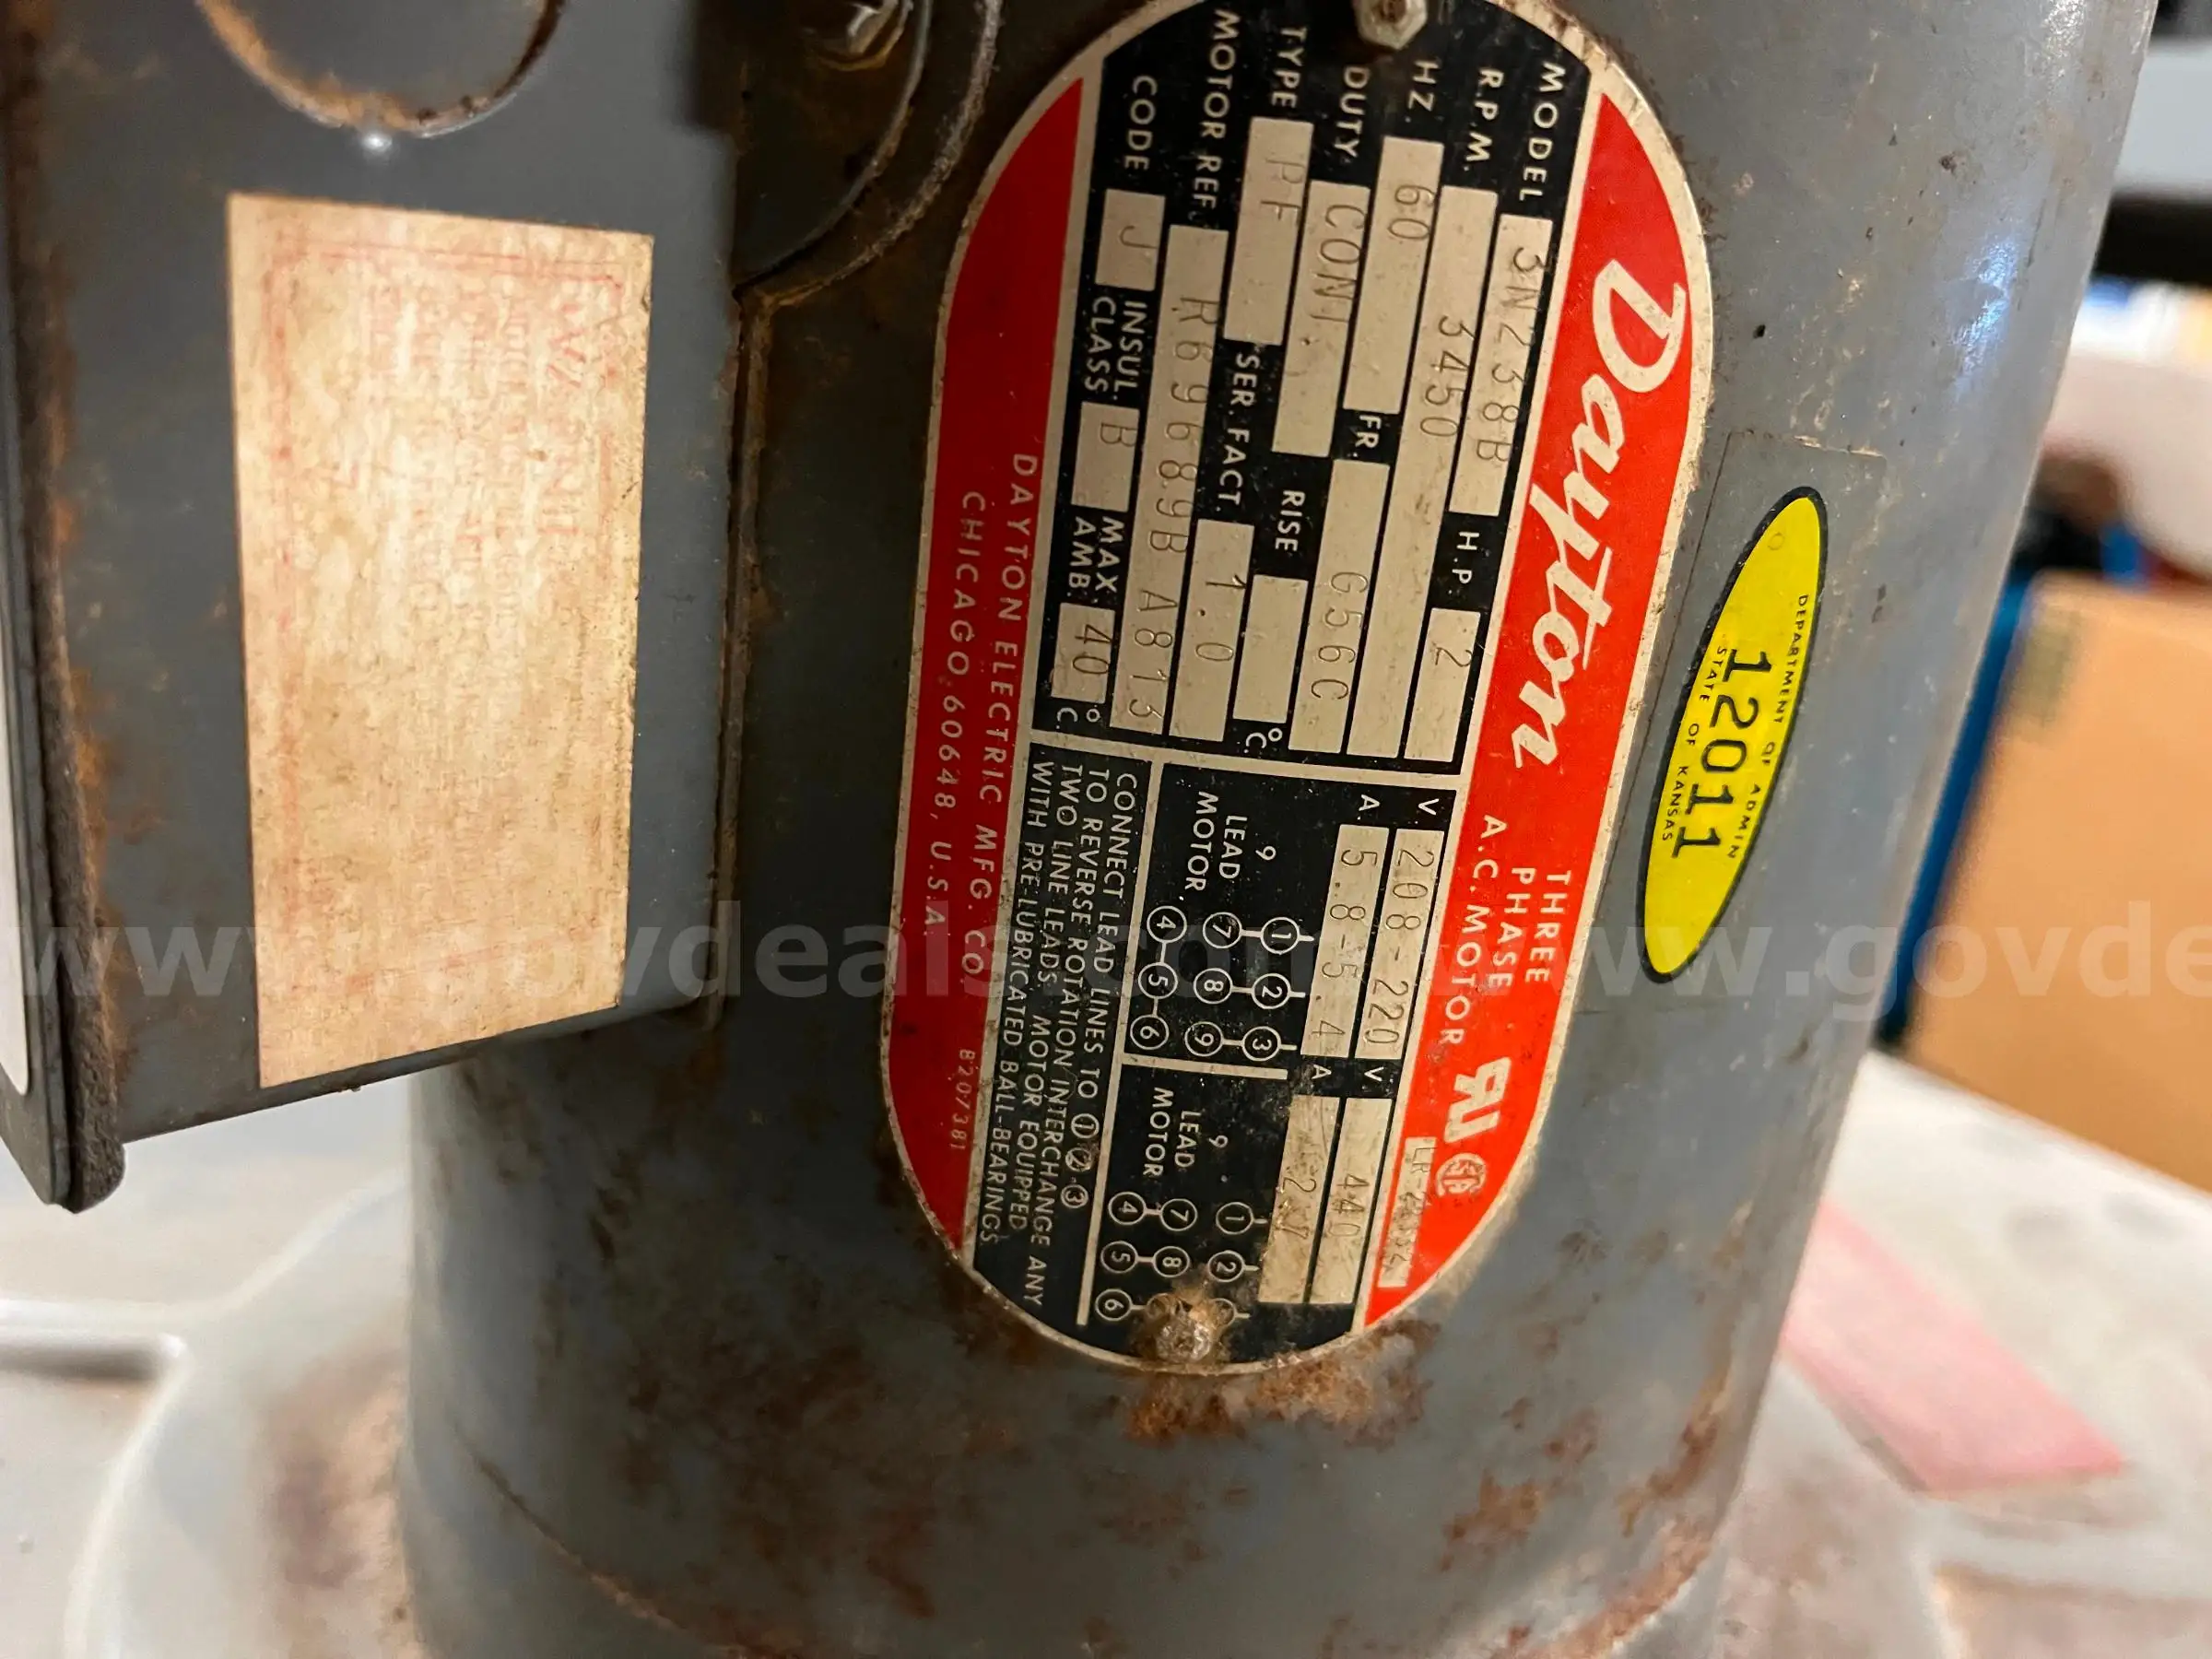 Dayton
THREE
PHASE
A.C. MOTOR
MODEL 3N238B H.P. 2
R.P.M. 3450
HZ. 60 FR. G56C
DUTY CONT RISE °C.
TYPE PF SER. FACT. 1.0
MOTOR REF. R69689B A813
CODE J INSUL. CLASS B MAX. AMB. 40 °C.
V 208-220 V 440
A 5.8-5.4 A 2.7
9 LEAD MOTOR
1 2 3
7 8 9
4 5 6
9 LEAD MOTOR
1 2
7 8
4 5 6
CONNECT LEAD LINES TO 1 2 3
TO REVERSE ROTATION INTERCHANGE ANY
TWO LINE LEADS. MOTOR EQUIPPED
WITH PRE-LUBRICATED BALL-BEARINGS
DAYTON ELECTRIC MFG. CO.
CHICAGO 60648, U.S.A. 8207381
DEPARTMENT OF ADMIN
12011
STATE OF KANSAS
www.govdeals.com
www.govde